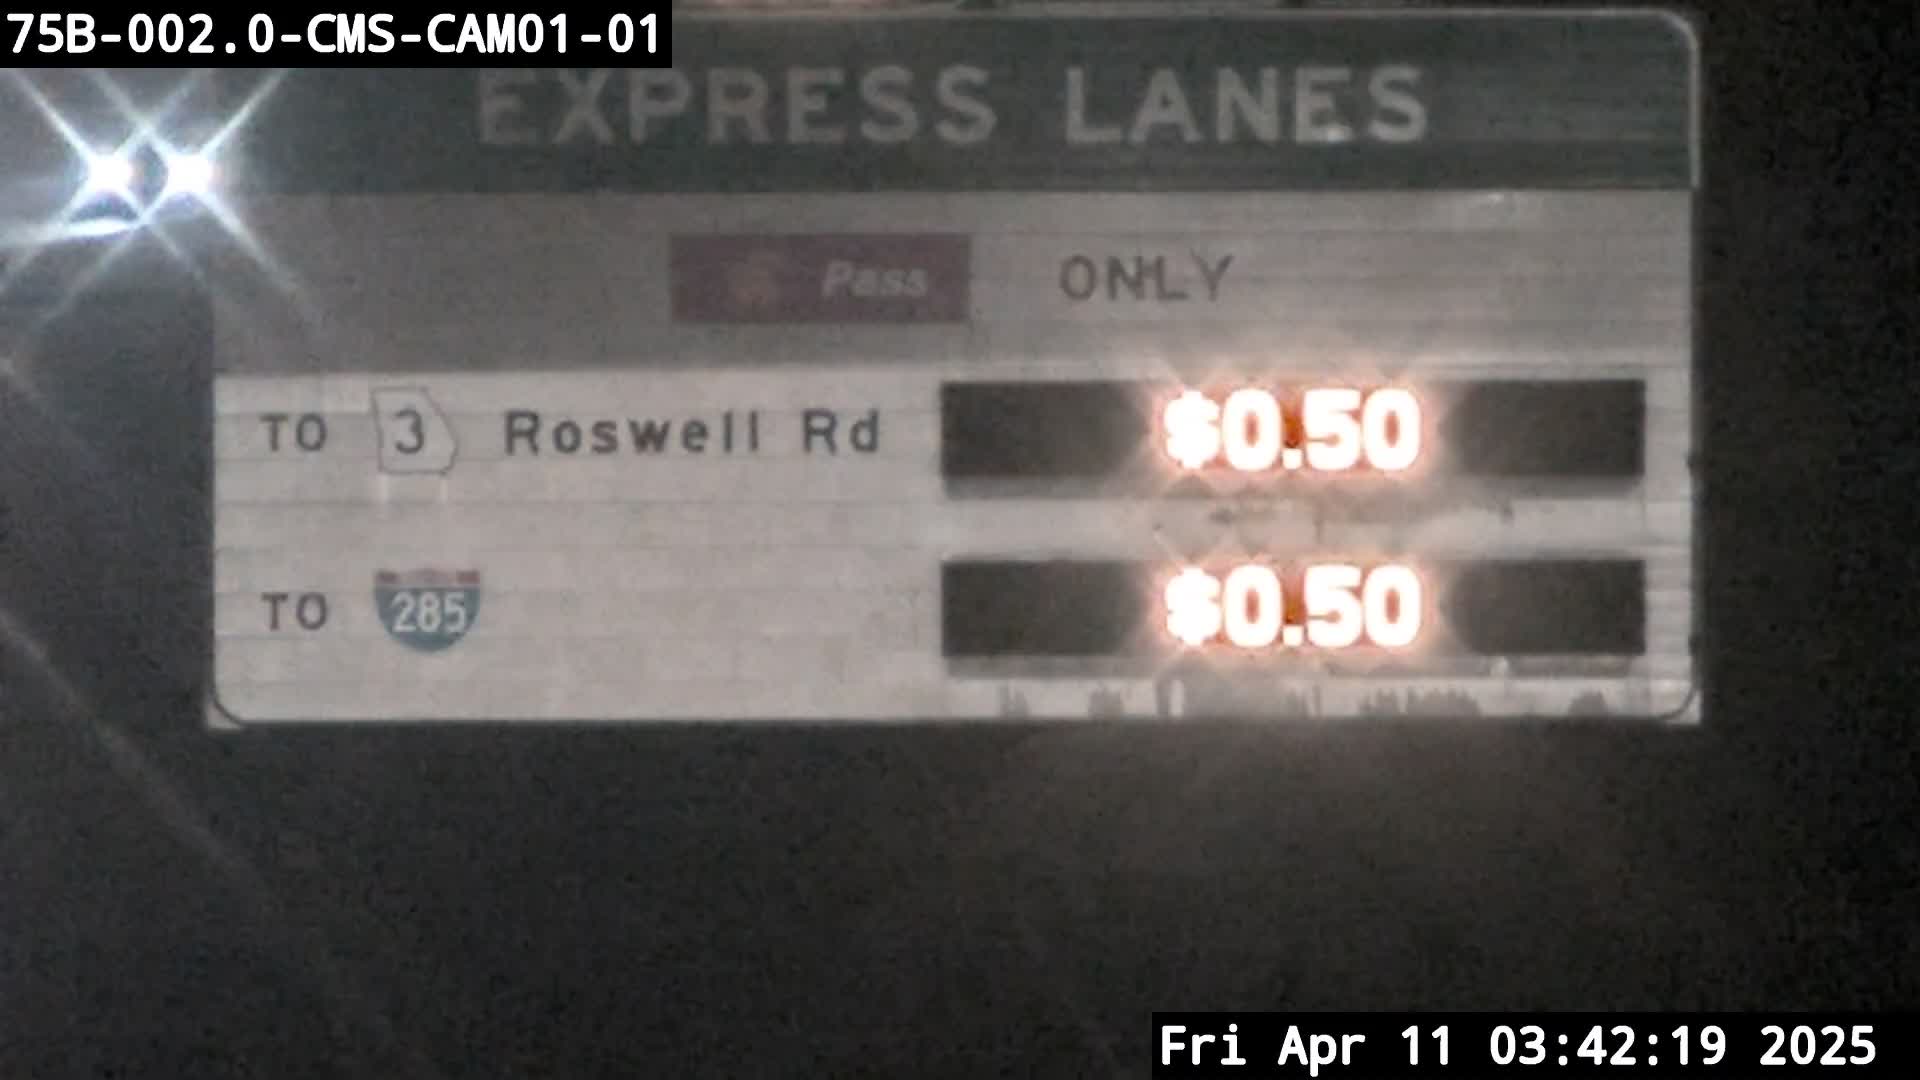 75B-002.0-CMS-CAM01-01
EXPRESS LANES
Pass ONLY
TO 3 Roswell Rd $0.50
TO 285 $0.50
Fri Apr 11 03:42:19 2025